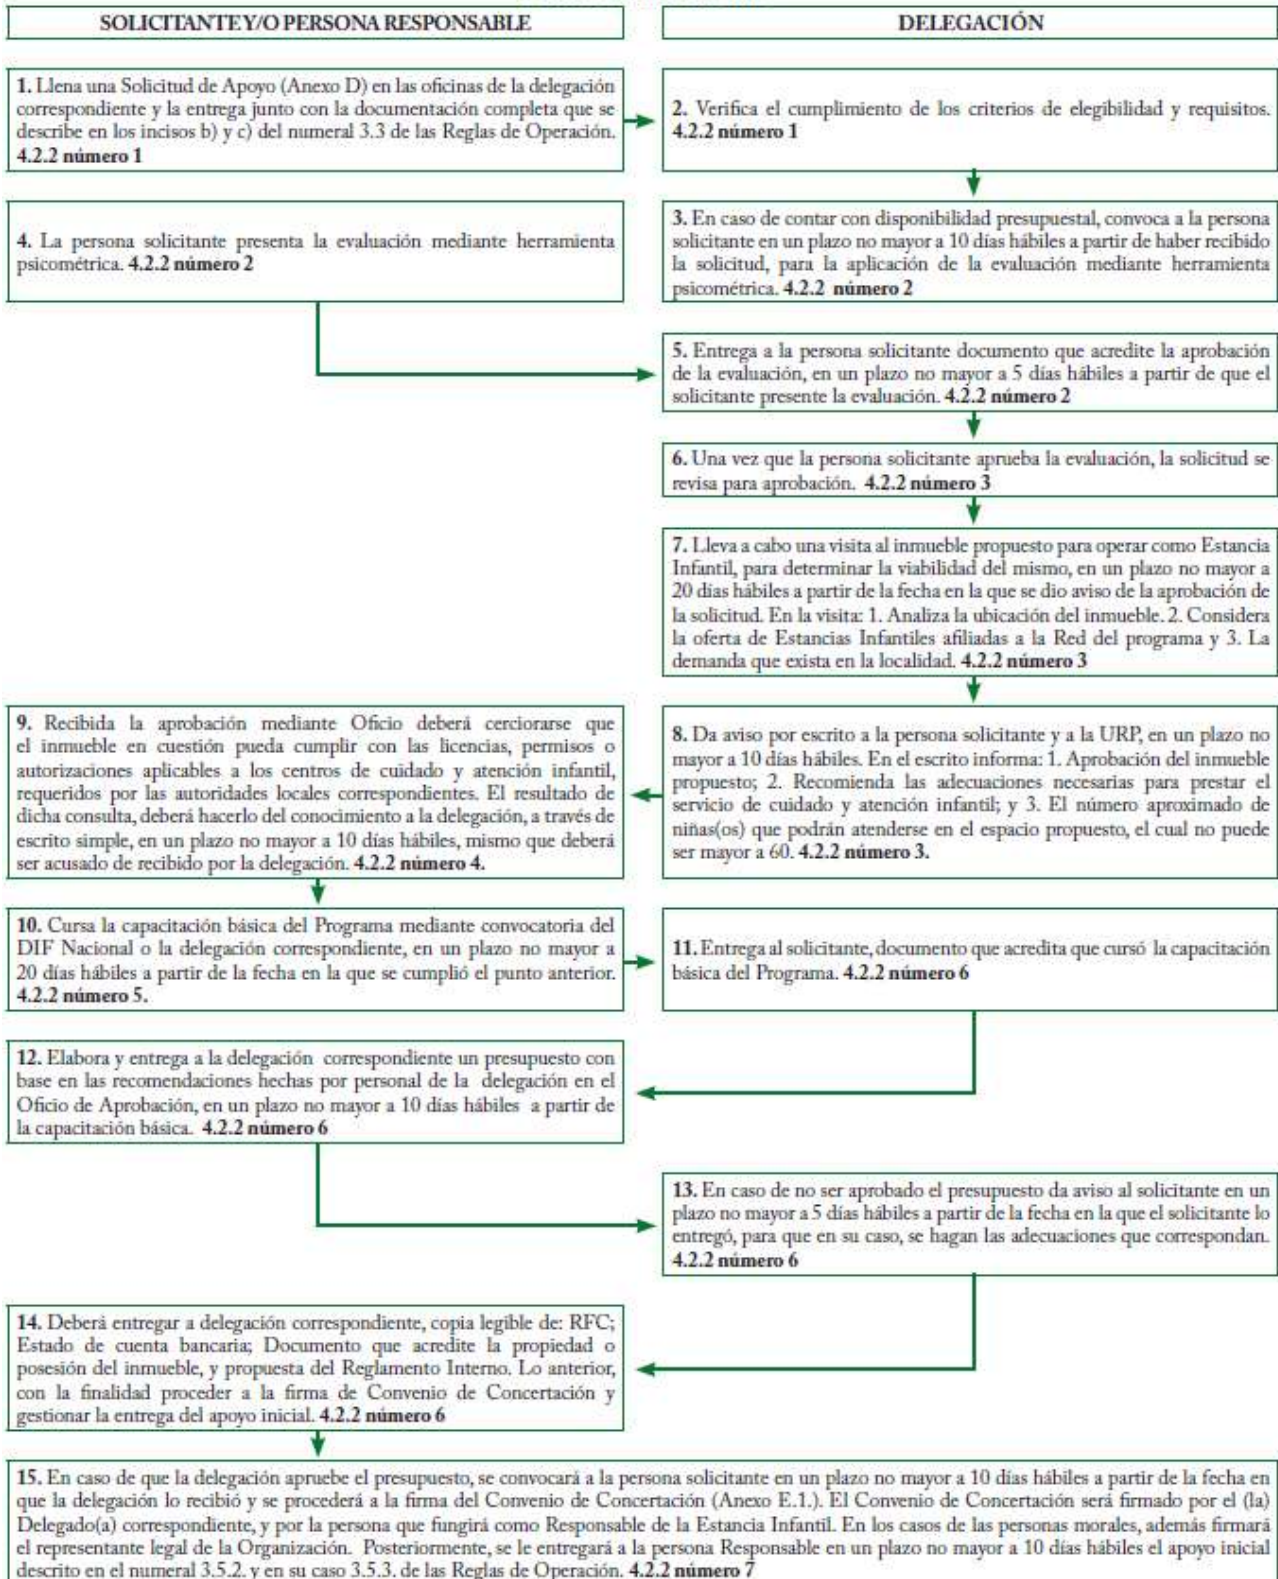 SOLICITANTE Y/O PERSONA RESPONSABLE
DELEGACIÓN
1. Llena una Solicitud de Apoyo (Anexo D) en las oficinas de la delegación
correspondiente y la entrega junto con la documentación completa que se
describe en los incisos b) y c) del numeral 3.3 de las Reglas de Operación.
4.2.2 número 1
2. Verifica el cumplimiento de los criterios de elegibilidad y requisitos.
4.2.2 número 1
3. En caso de contar con disponibilidad presupuestal, convoca a la persona
solicitante en un plazo no mayor a 10 días hábiles a partir de haber recibido
la solicitud, para la aplicación de la evaluación mediante herramienta
psicométrica. 4.2.2 número 2
4. La persona solicitante presenta la evaluación mediante herramienta
psicométrica. 4.2.2 número 2
5. Entrega a la persona solicitante documento que acredite la aprobación
de la evaluación, en un plazo no mayor a 5 días hábiles a partir de que el
solicitante presente la evaluación. 4.2.2 número 2
6. Una vez que la persona solicitante aprueba la evaluación, la solicitud se
revisa para aprobación. 4.2.2 número 3
7. Lleva a cabo una visita al inmueble propuesto para operar como Estancia
Infantil, para determinar la viabilidad del mismo, en un plazo no mayor a
20 días hábiles a partir de la fecha en la que se dio aviso de la aprobación de
la solicitud. En la visita: 1. Analiza la ubicación del inmueble. 2. Considera
la oferta de Estancias Infantiles afiliadas a la Red del programa y 3. La
demanda que exista en la localidad. 4.2.2 número 3
8. Da aviso por escrito a la persona solicitante y a la URP, en un plazo no
mayor a 10 días hábiles. En el escrito informa: 1. Aprobación del inmueble
propuesto; 2. Recomienda las adecuaciones necesarias para prestar el
servicio de cuidado y atención infantil; y 3. El número aproximado de
niñas(os) que podrán atenderse en el espacio propuesto, el cual no puede
ser mayor a 60. 4.2.2 número 3.
9. Recibida la aprobación mediante Oficio deberá cerciorarse que
el inmueble en cuestión pueda cumplir con las licencias, permisos o
autorizaciones aplicables a los centros de cuidado y atención infantil,
requeridos por las autoridades locales correspondientes. El resultado de
dicha consulta, deberá hacerlo del conocimiento a la delegación, a través de
escrito simple, en un plazo no mayor a 10 días hábiles, mismo que deberá
ser acusado de recibido por la delegación. 4.2.2 número 4.
10. Cursa la capacitación básica del Programa mediante convocatoria del
DIF Nacional o la delegación correspondiente, en un plazo no mayor a
20 días hábiles a partir de la fecha en la que se cumplió el punto anterior.
4.2.2 número 5.
11. Entrega al solicitante, documento que acredita que cursó la capacitación
básica del Programa. 4.2.2 número 6
12. Elabora y entrega a la delegación correspondiente un presupuesto con
base en las recomendaciones hechas por personal de la delegación en el
Oficio de Aprobación, en un plazo no mayor a 10 días hábiles a partir de
la capacitación básica. 4.2.2 número 6
13. En caso de no ser aprobado el presupuesto da aviso al solicitante en un
plazo no mayor a 5 días hábiles a partir de la fecha en la que el solicitante lo
entregó, para que en su caso, se hagan las adecuaciones que correspondan.
4.2.2 número 6
14. Deberá entregar a delegación correspondiente, copia legible de: RFC;
Estado de cuenta bancaria; Documento que acredite la propiedad o
posesión del inmueble, y propuesta del Reglamento Interno. Lo anterior,
con la finalidad proceder a la firma de Convenio de Concertación y
gestionar la entrega del apoyo inicial. 4.2.2 número 6
15. En caso de que la delegación apruebe el presupuesto, se convocará a la persona solicitante en un plazo no mayor a 10 días hábiles a partir de la fecha en
que la delegación lo recibió y se procederá a la firma del Convenio de Concertación (Anexo E.1.). El Convenio de Concertación será firmado por el (la)
Delegado(a) correspondiente, y por la persona que fungirá como Responsable de la Estancia Infantil. En los casos de las personas morales, además firmará
el representante legal de la Organización. Posteriormente, se le entregará a la persona Responsable en un plazo no mayor a 10 días hábiles el apoyo inicial
descrito en el numeral 3.5.2. y en su caso 3.5.3. de las Reglas de Operación. 4.2.2 número 7